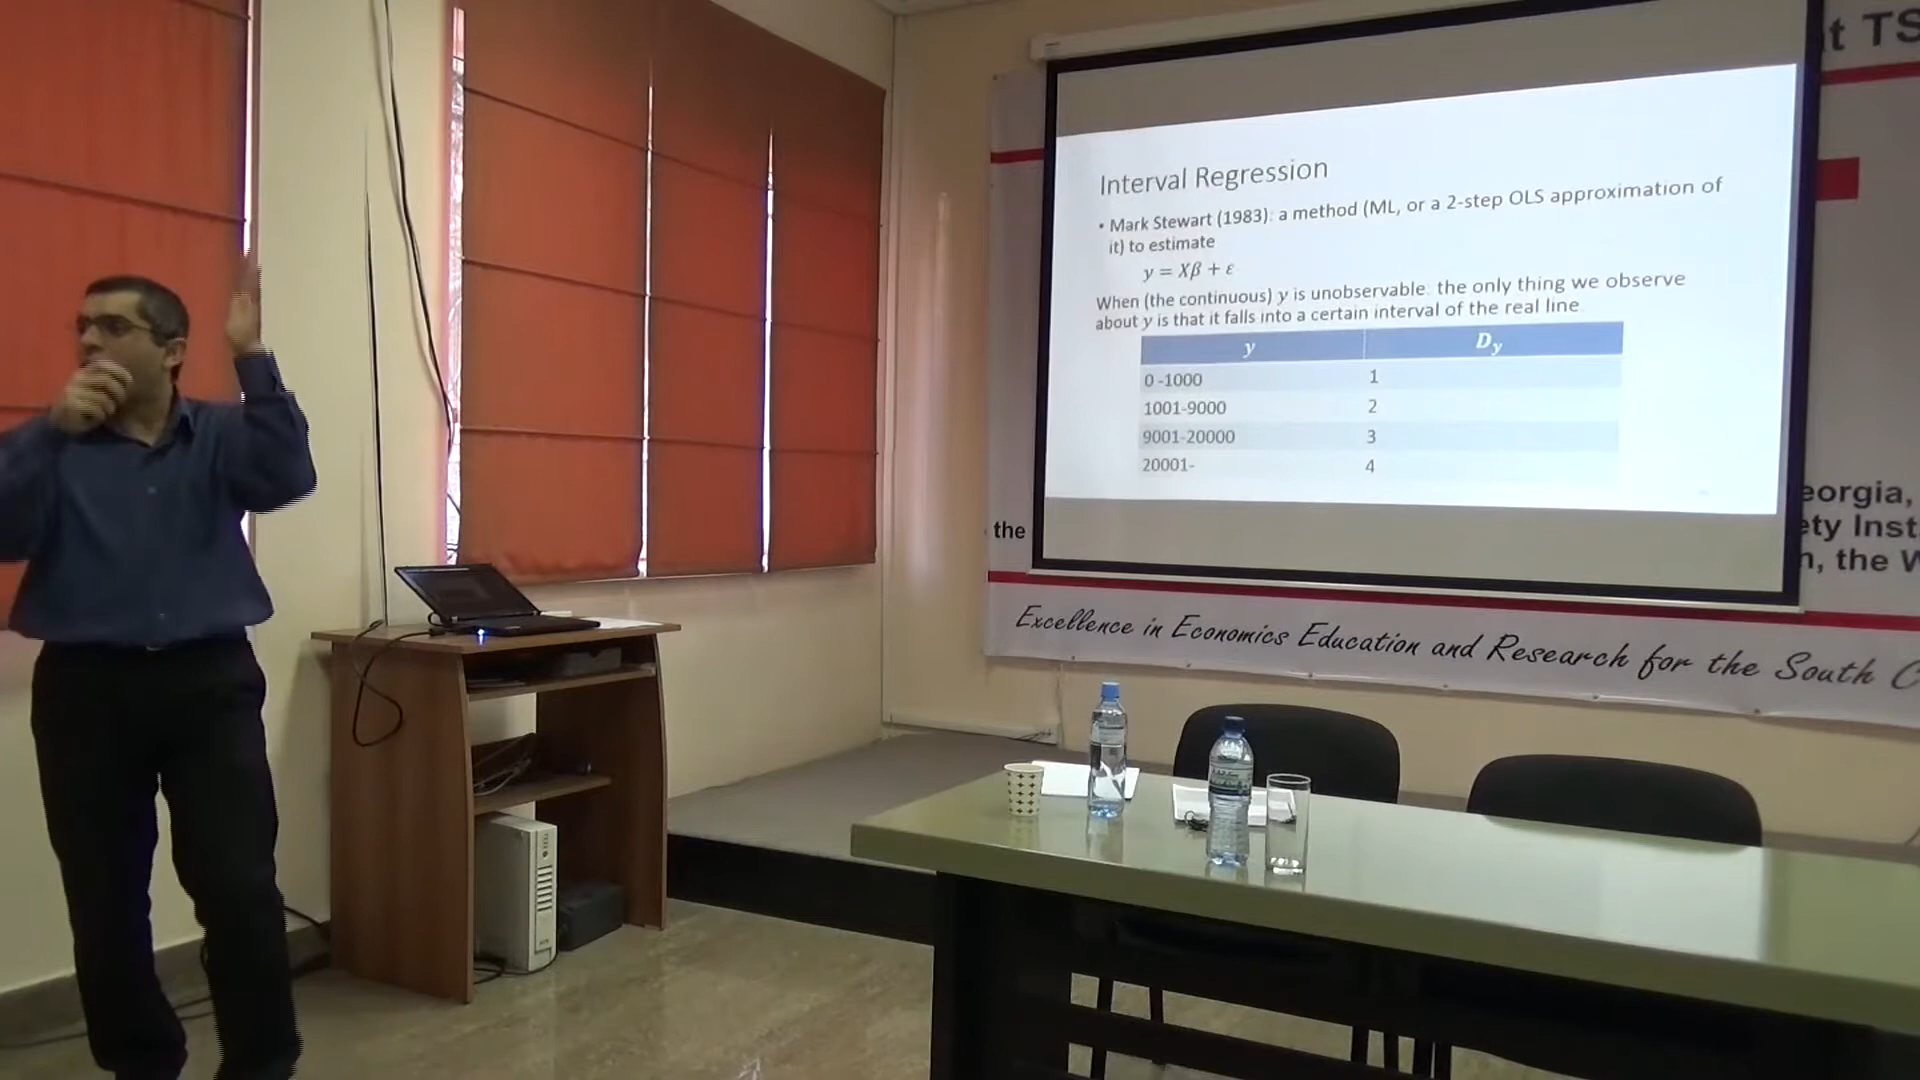 t TS
Interval Regression
• Mark Stewart (1983): a method (ML, or a 2-step OLS approximation of
it) to estimate
y = Xβ + ε
When (the continuous) y is unobservable: the only thing we observe
about y is that it falls into a certain interval of the real line
y D_y
0 -1000 1
1001-9000 2
9001-20000 3
20001- 4
the
eorgia,
ety Inst
n, the W
Excellence in Economics Education and Research for the South C